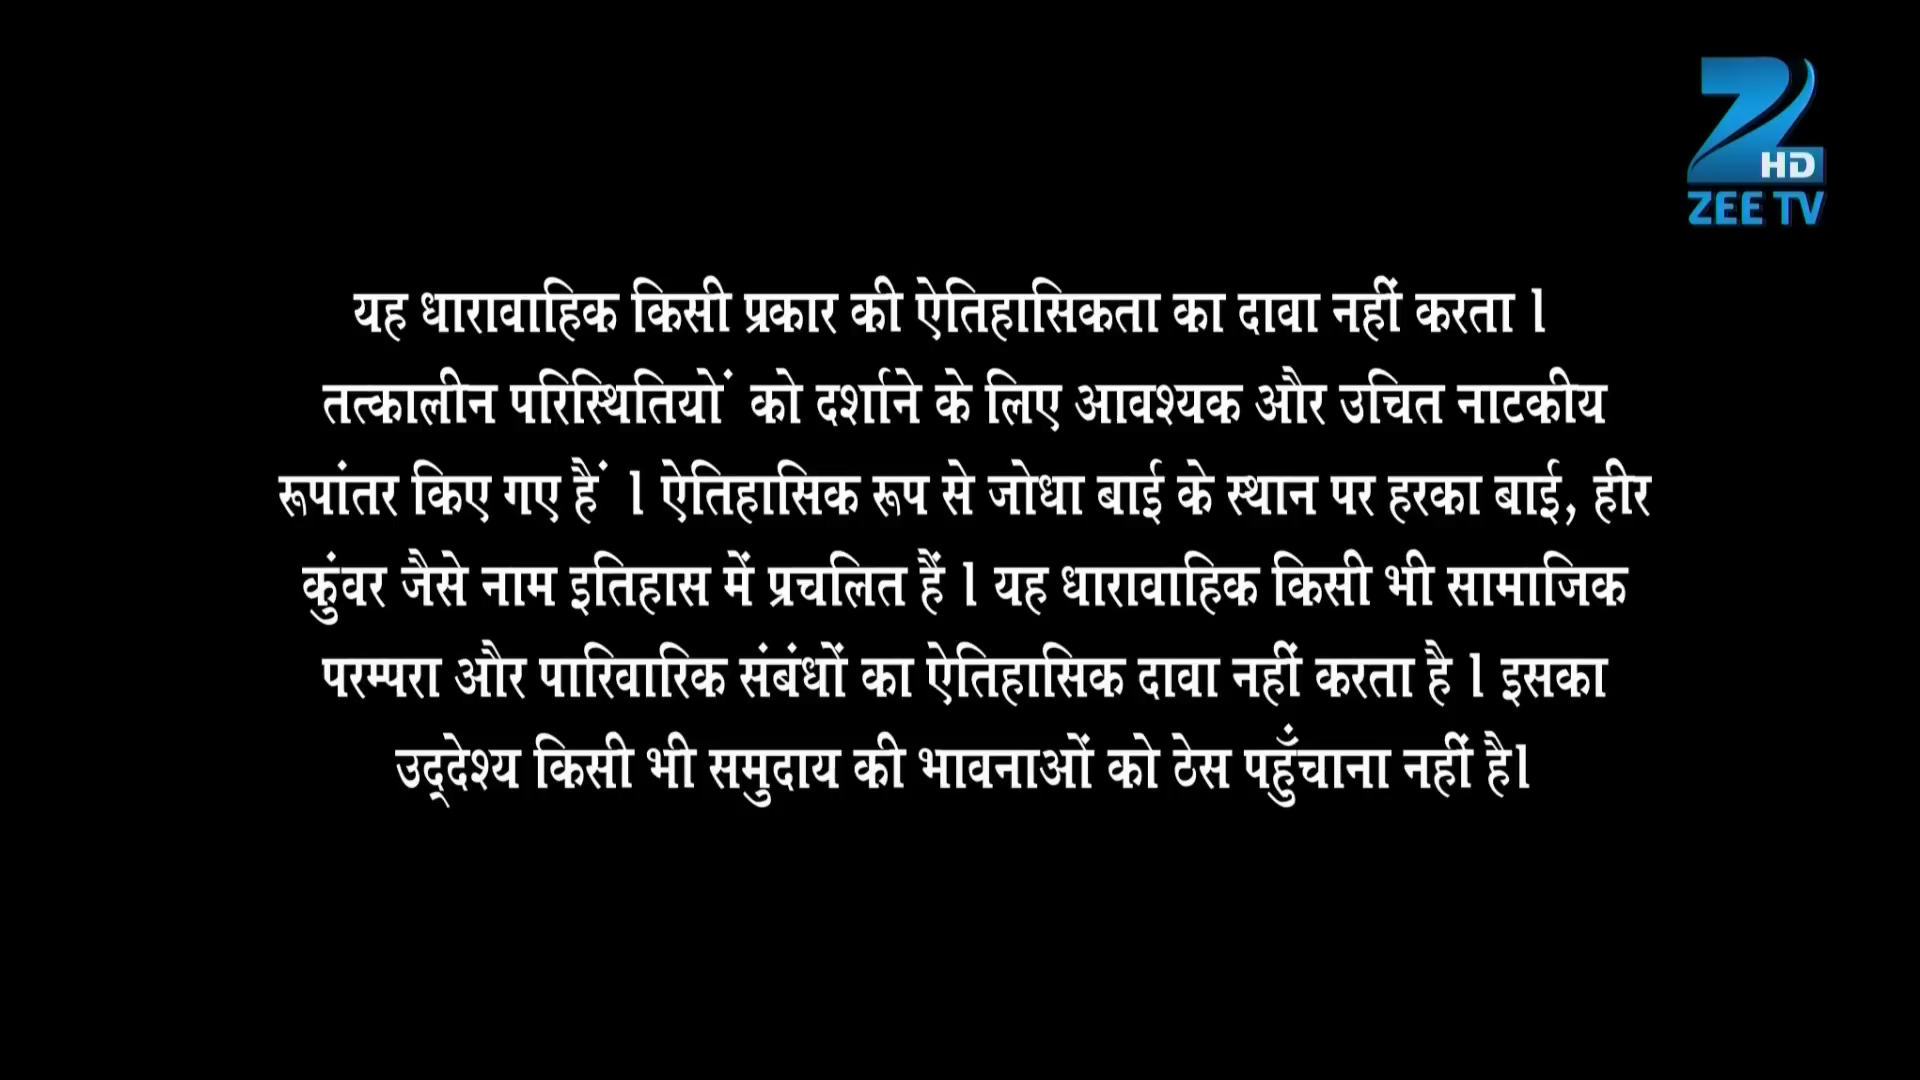 HD
ZEE TV
यह धारावाहिक किसी प्रकार की ऐतिहासिकता का दावा नहीं करता ।
तत्कालीन परिस्थितियों को दर्शाने के लिए आवश्यक और उचित नाटकीय
रूपांतर किए गए हैं । ऐतिहासिक रूप से जोधा बाई के स्थान पर हरका बाई, हीर
कुंवर जैसे नाम इतिहास में प्रचलित हैं । यह धारावाहिक किसी भी सामाजिक
परम्परा और पारिवारिक संबंधों का ऐतिहासिक दावा नहीं करता है । इसका
उद्देश्य किसी भी समुदाय की भावनाओं को ठेस पहुँचाना नहीं है।